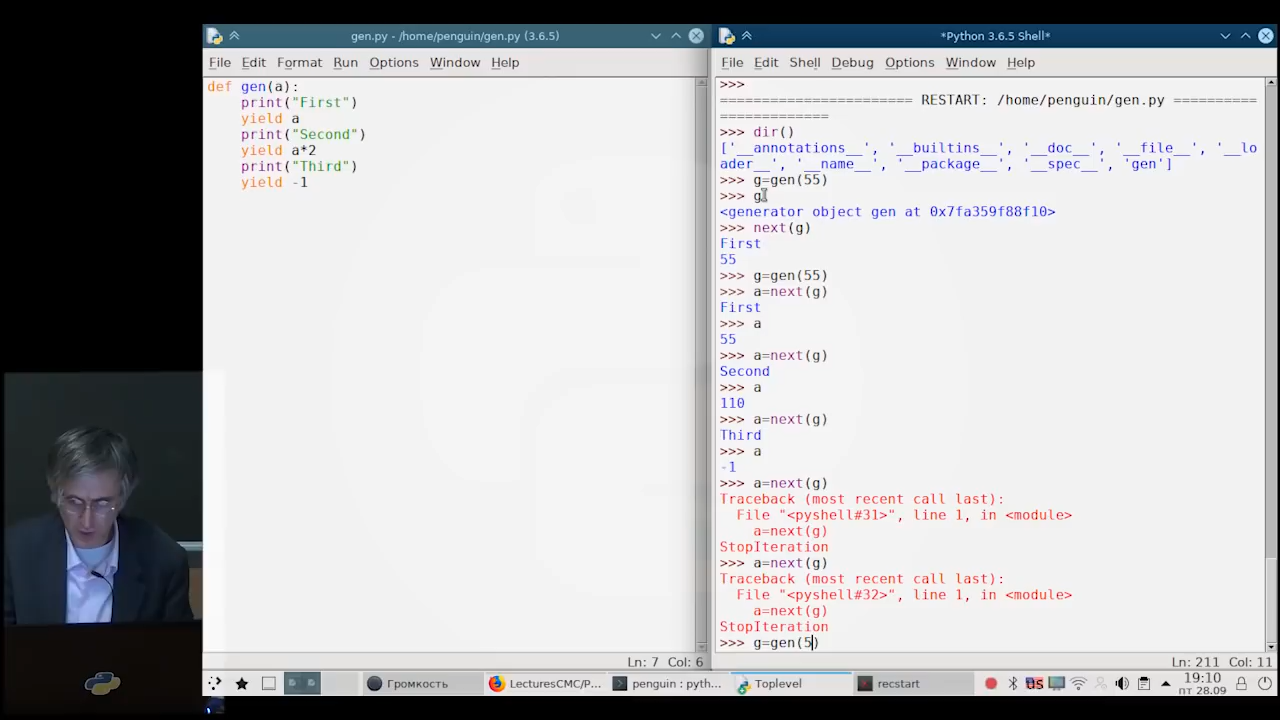 gen.py - /home/penguin/gen.py (3.6.5)
File Edit Format Run Options Window Help
def gen(a):
    print("First")
    yield a
    print("Second")
    yield a*2
    print("Third")
    yield -1
Ln: 7 Col: 6
*Python 3.6.5 Shell*
File Edit Shell Debug Options Window Help
>>>
======================= RESTART: /home/penguin/gen.py ==========
=============
>>> dir()
['__annotations__', '__builtins__', '__doc__', '__file__', '__lo
ader__', '__name__', '__package__', '__spec__', 'gen']
>>> g=gen(55)
>>> g
<generator object gen at 0x7fa359f88f10>
>>> next(g)
First
55
>>> g=gen(55)
>>> a=next(g)
First
>>> a
55
>>> a=next(g)
Second
>>> a
110
>>> a=next(g)
Third
>>> a
-1
>>> a=next(g)
Traceback (most recent call last):
  File "<pyshell#31>", line 1, in <module>
    a=next(g)
StopIteration
>>> a=next(g)
Traceback (most recent call last):
  File "<pyshell#32>", line 1, in <module>
    a=next(g)
StopIteration
>>> g=gen(5)
Ln: 211 Col: 11
Громкость
LecturesCMC/P...
penguin : pyth...
Toplevel
recstart
US
19:10
пт 28.09